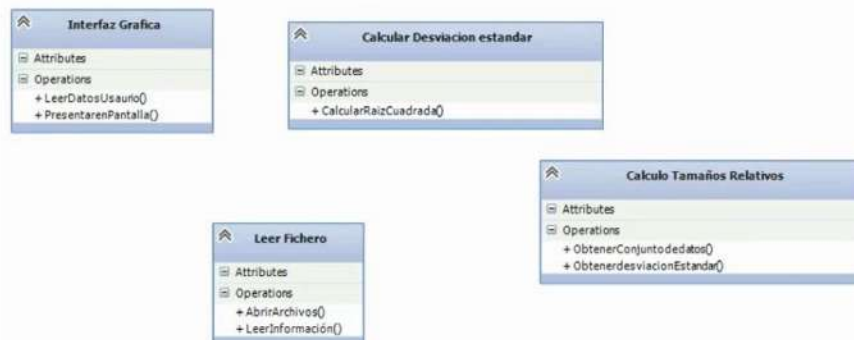 Interfaz Grafica
Attributes
Operations
+ LeerDatosUsaurio()
+ PresentarenPantalla()
Calcular Desviacion estandar
Attributes
Operations
+ CalcularRaizCuadrada()
Calculo Tamaños Relativos
Attributes
Operations
+ ObtenerConjuntodedatos()
+ ObtenerdesviacionEstandar()
Leer Fichero
Attributes
Operations
+ AbrirArchivos()
+ LeerInformación()